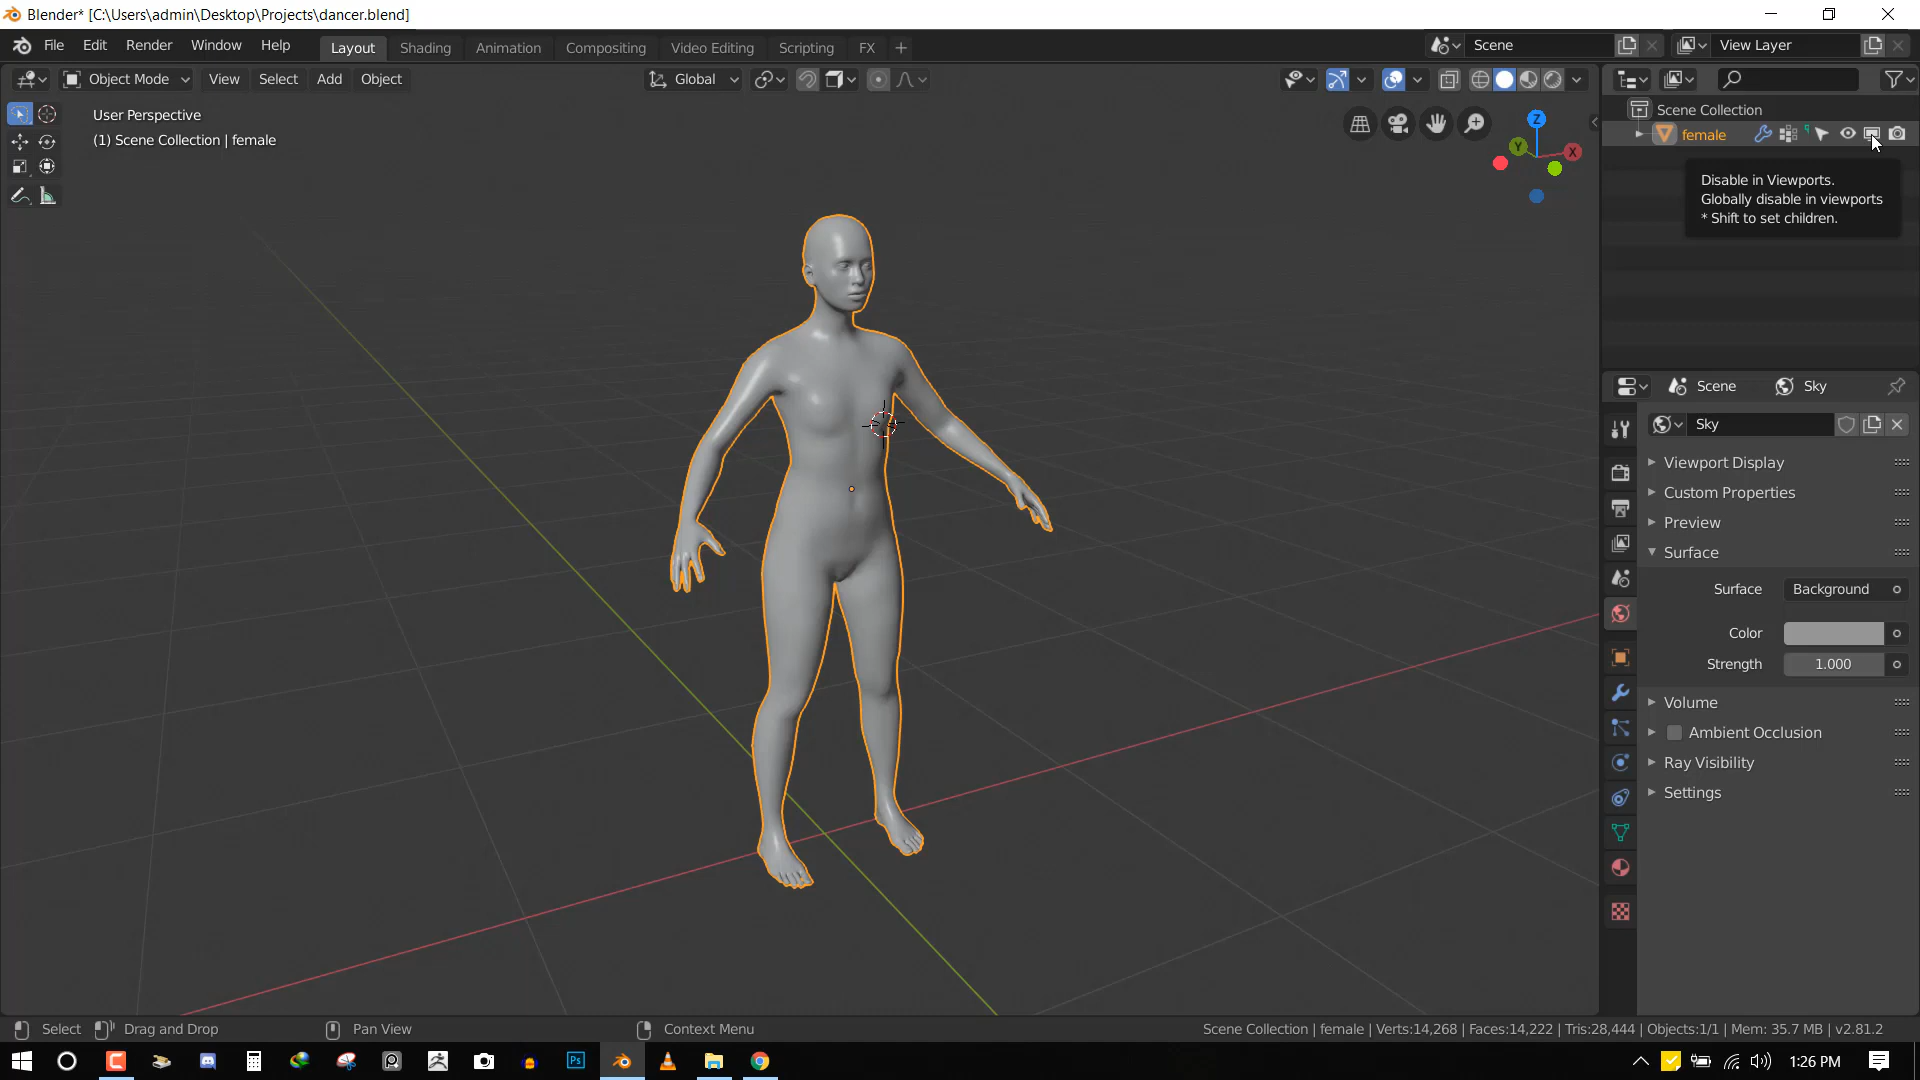 Blender* [C:\Users\admin\Desktop\Projects\dancer.blend]
File Edit Render Window Help Layout Shading Animation Compositing Video Editing Scripting FX + Scene View Layer
Object Mode View Select Add Object Global
User Perspective
(1) Scene Collection | female
Z
Y
X
Scene Collection
female
Disable in Viewports.
Globally disable in viewports
* Shift to set children.
Scene Sky
Sky
Viewport Display
Custom Properties
Preview
Surface
Surface Background
Color
Strength 1.000
Volume
Ambient Occlusion
Ray Visibility
Settings
Select Drag and Drop Pan View Context Menu Scene Collection | female | Verts:14,268 | Faces:14,222 | Tris:28,444 | Objects:1/1 | Mem: 35.7 MB | v2.81.2
Ps
1:26 PM